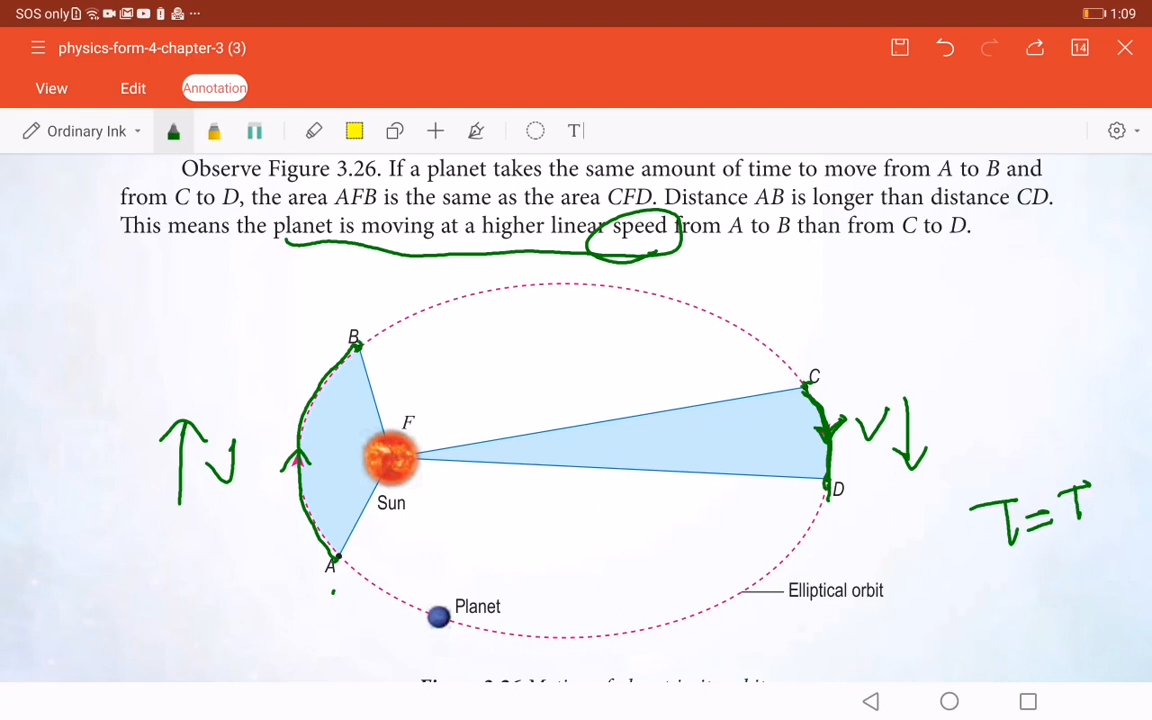 SOS only 1:09
physics-form-4-chapter-3 (3) 14
View Edit Annotation
Ordinary Ink T
Observe Figure 3.26. If a planet takes the same amount of time to move from A to B and
from C to D, the area AFB is the same as the area CFD. Distance AB is longer than distance CD.
This means the planet is moving at a higher linear speed from A to B than from C to D.
B
C
F
V
V
Sun
D
T = T
A
Elliptical orbit
Planet